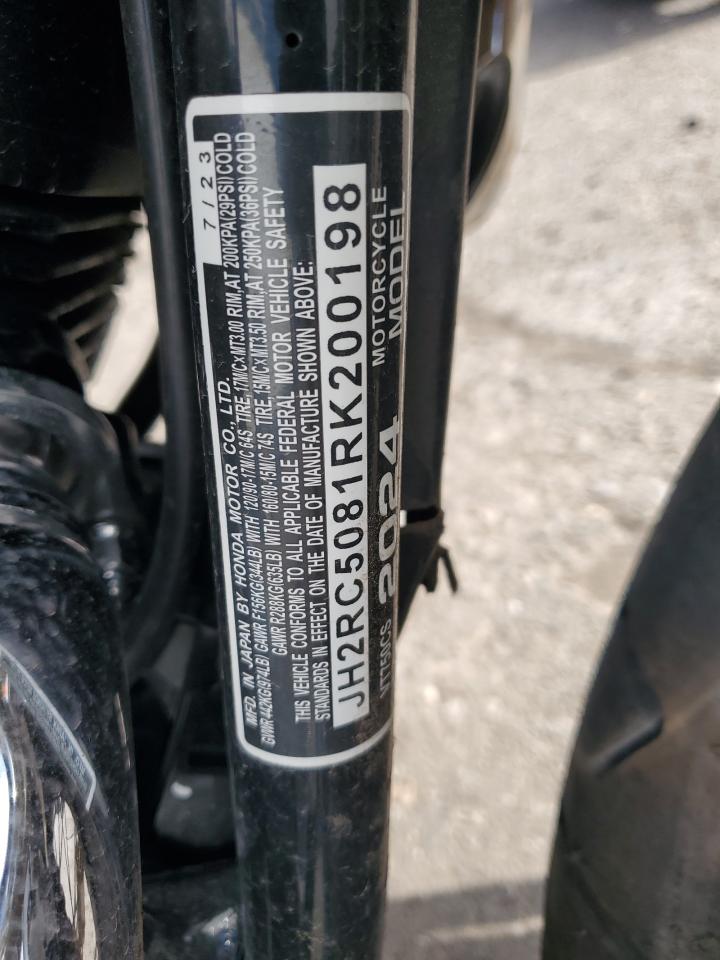 MFD. IN JAPAN BY HONDA MOTOR CO., LTD. 7/23
GVWR 442KG(974LB) GAWR F156KG(344LB) WITH 120/90-17M/C 64S TIRE, 17M/CxMT3.00 RIM, AT 200KPA(29PSI) COLD
GAWR R288KG(635LB) WITH 160/80-15M/C 74S TIRE, 15M/CxMT3.50 RIM, AT 250KPA(36PSI) COLD
THIS VEHICLE CONFORMS TO ALL APPLICABLE FEDERAL MOTOR VEHICLE SAFETY
STANDARDS IN EFFECT ON THE DATE OF MANUFACTURE SHOWN ABOVE:
JH2RC5081RK200198
VT750CS 2024 MOTORCYCLE
MODEL